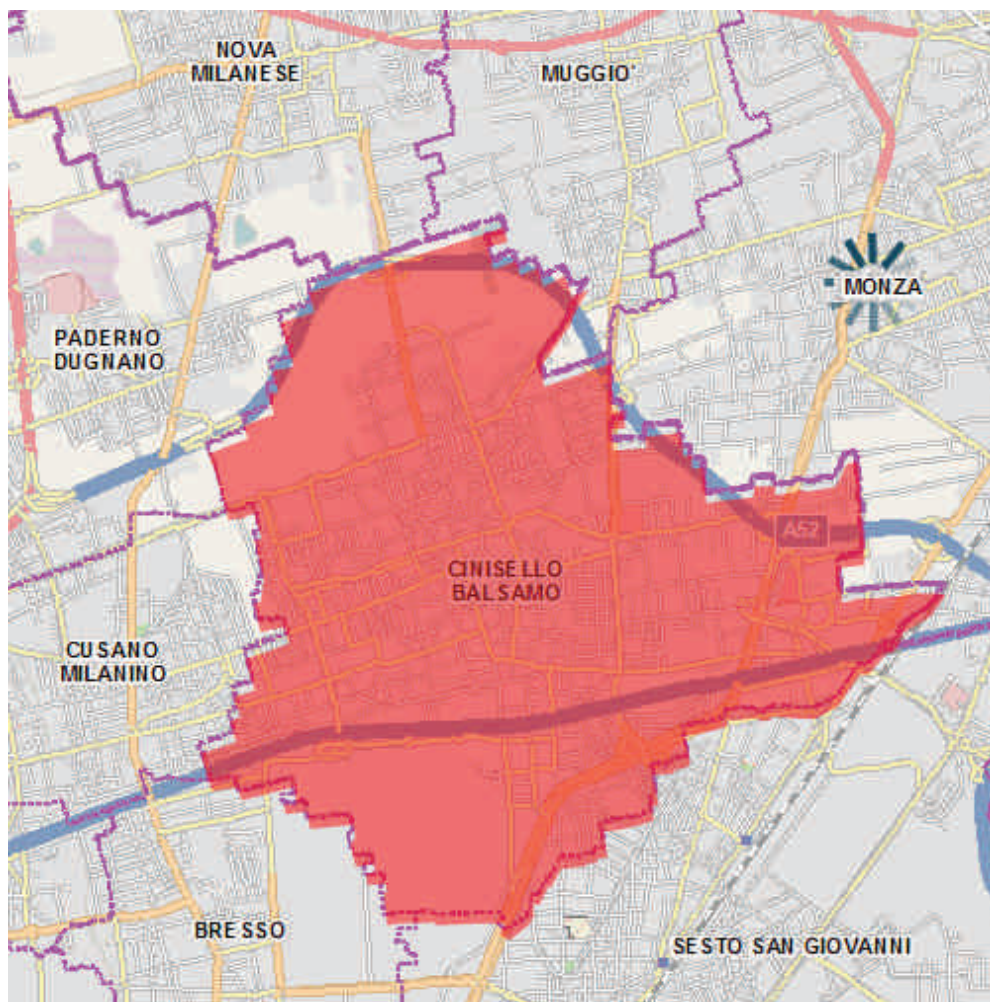 NOVA
MILANESE
MUGGIO'
MONZA
PADERNO
DUGNANO
A52
CINISELLO
BALSAMO
CUSANO
MILANINO
BRESSO
SESTO SAN GIOVANNI